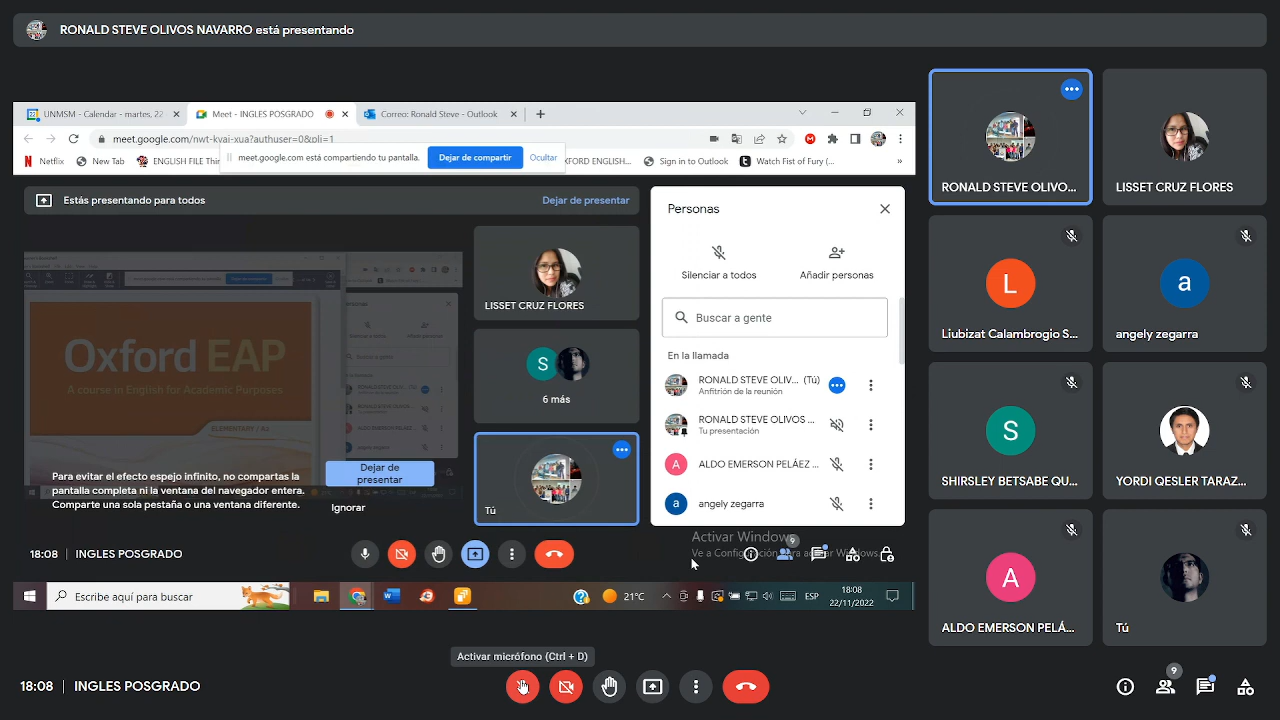 RONALD STEVE OLIVOS NAVARRO está presentando
UNMSM - Calendar - martes, 22
Meet - INGLES POSGRADO
Correo: Ronald Steve - Outlook
meet.google.com/nwt-kvai-xua?authuser=0&pli=1
Netflix
New Tab
ENGLISH FILE Thir
meet.google.com está compartiendo tu pantalla.
Dejar de compartir
Ocultar
XFORD ENGLISH...
Sign in to Outlook
Watch Fist of Fury (...
Estás presentando para todos
Dejar de presentar
Oxford EAP
A course in English for Academic Purposes
ELEMENTARY / A2
Para evitar el efecto espejo infinito, no compartas la
pantalla completa ni la ventana del navegador entera.
Comparte una sola pestaña o una ventana diferente.
Dejar de
presentar
Ignorar
LISSET CRUZ FLORES
S
6 más
Tú
Personas
Silenciar a todos
Añadir personas
Buscar a gente
En la llamada
RONALD STEVE OLIV... (Tú)
Anfitrión de la reunión
RONALD STEVE OLIVOS ...
Tu presentación
A
ALDO EMERSON PELÁEZ ...
a
angely zegarra
Activar Windows
Ve a Configuración para activar Windows.
9
18:08 | INGLES POSGRADO
Escribe aquí para buscar
21°C
ESP
18:08
22/11/2022
RONALD STEVE OLIVO...
LISSET CRUZ FLORES
L
Liubizat Calambrogio S...
a
angely zegarra
S
SHIRSLEY BETSABE QU...
YORDI QESLER TARAZ...
A
ALDO EMERSON PELÁ...
Tú
Activar micrófono (Ctrl + D)
18:08 | INGLES POSGRADO
9